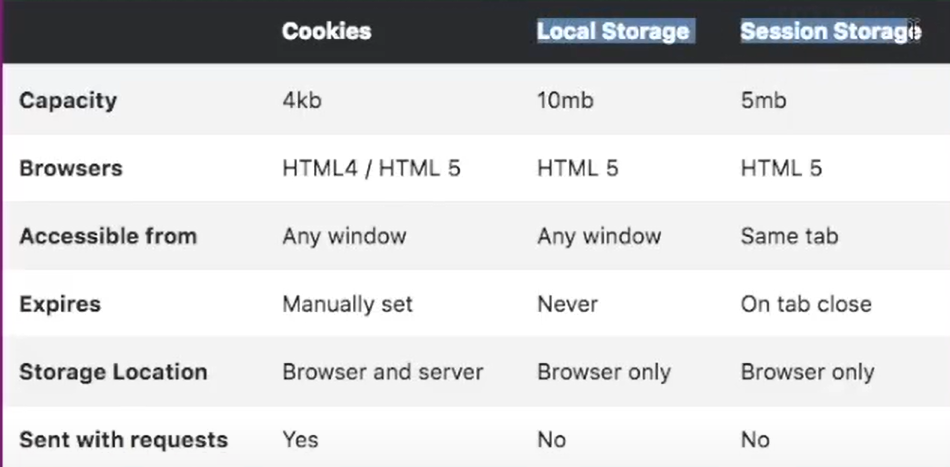 Cookies Local Storage Session Storage
Capacity 4kb 10mb 5mb
Browsers HTML4 / HTML 5 HTML 5 HTML 5
Accessible from Any window Any window Same tab
Expires Manually set Never On tab close
Storage Location Browser and server Browser only Browser only
Sent with requests Yes No No